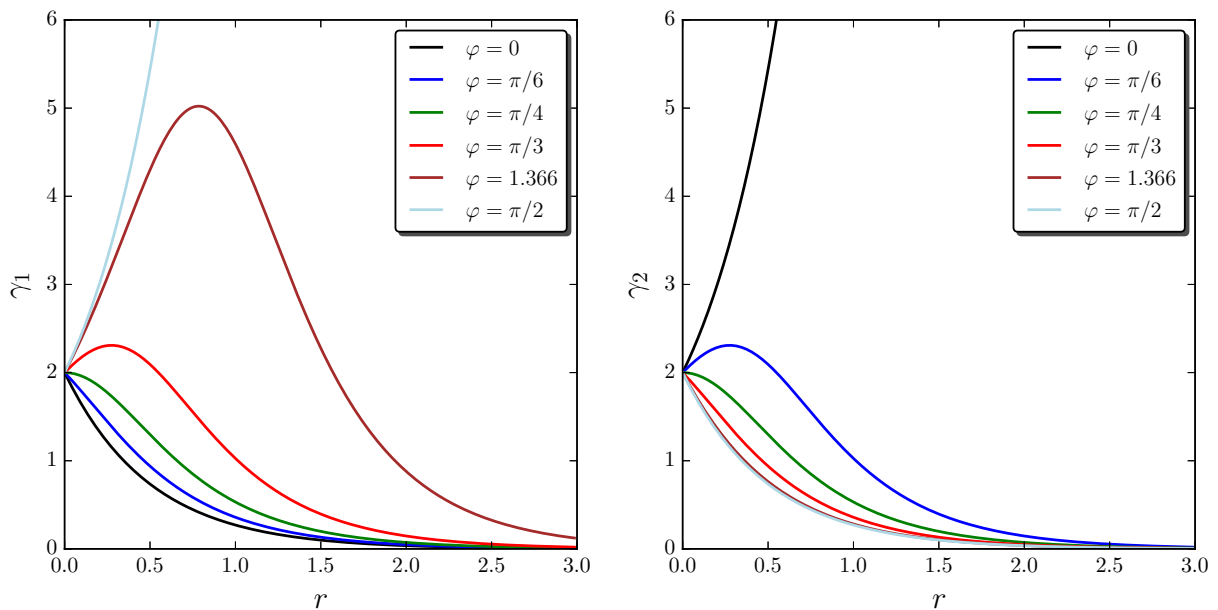 6
5
4
3
2
1
0
γ₁
0.0 0.5 1.0 1.5 2.0 2.5 3.0
r
φ = 0
φ = π/6
φ = π/4
φ = π/3
φ = 1.366
φ = π/2
6
5
4
3
2
1
0
γ₂
0.0 0.5 1.0 1.5 2.0 2.5 3.0
r
φ = 0
φ = π/6
φ = π/4
φ = π/3
φ = 1.366
φ = π/2